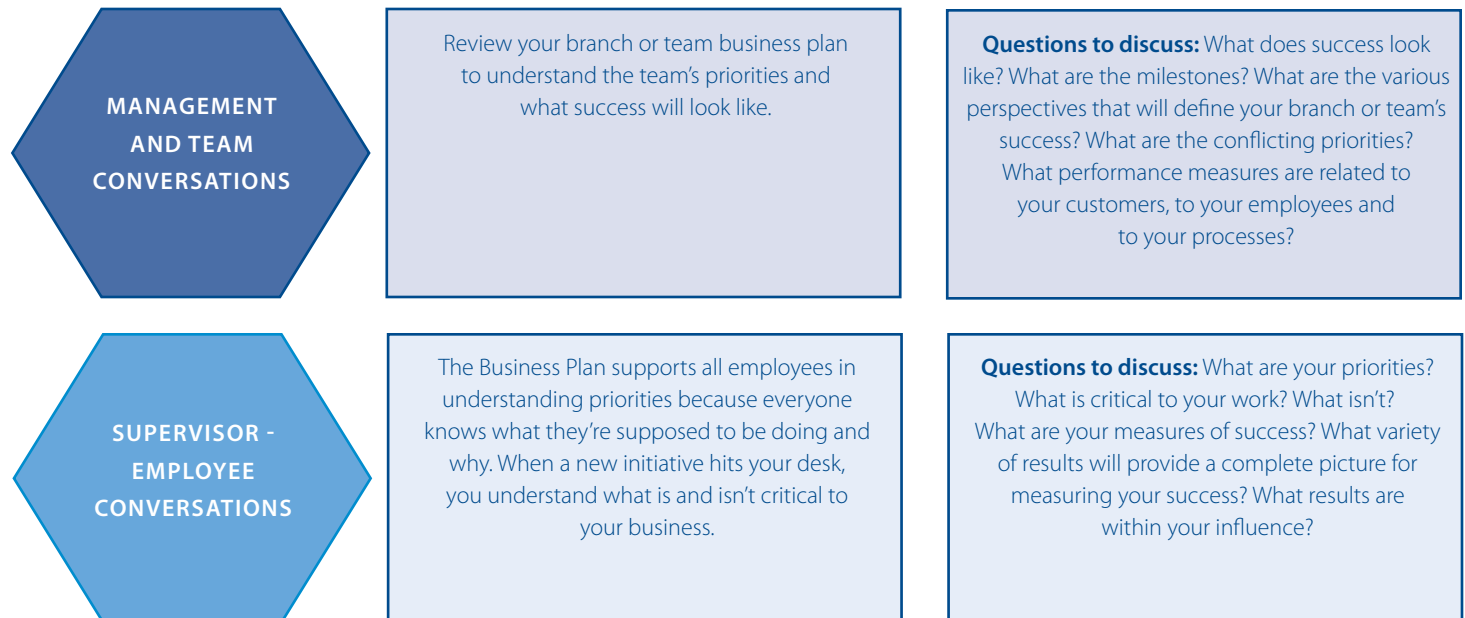 MANAGEMENT
AND TEAM
CONVERSATIONS
Review your branch or team business plan
to understand the team’s priorities and
what success will look like.
Questions to discuss: What does success look
like? What are the milestones? What are the various
perspectives that will define your branch or team’s
success? What are the conflicting priorities?
What performance measures are related to
your customers, to your employees and
to your processes?
SUPERVISOR -
EMPLOYEE
CONVERSATIONS
The Business Plan supports all employees in
understanding priorities because everyone
knows what they’re supposed to be doing and
why. When a new initiative hits your desk,
you understand what is and isn’t critical to
your business.
Questions to discuss: What are your priorities?
What is critical to your work? What isn’t?
What are your measures of success? What variety
of results will provide a complete picture for
measuring your success? What results are
within your influence?